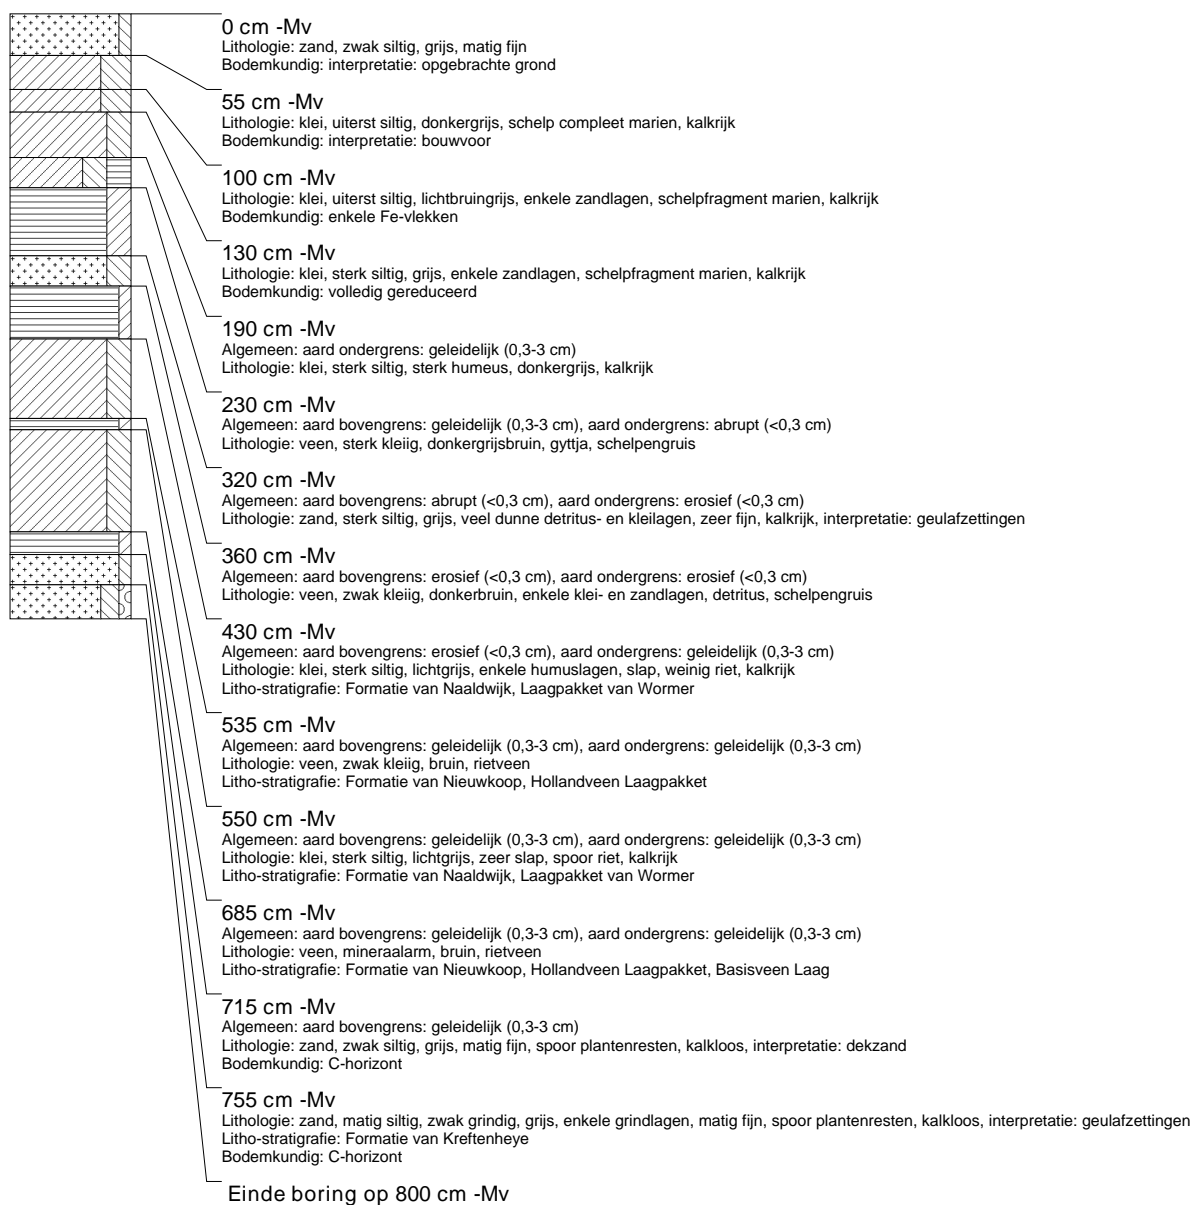 0 cm -Mv
Lithologie: zand, zwak siltig, grijs, matig fijn
Bodemkundig: interpretatie: opgebrachte grond
55 cm -Mv
Lithologie: klei, uiterst siltig, donkergrijs, schelp compleet marien, kalkrijk
Bodemkundig: interpretatie: bouwvoor
100 cm -Mv
Lithologie: klei, uiterst siltig, lichtbruingrijs, enkele zandlagen, schelpfragment marien, kalkrijk
Bodemkundig: enkele Fe-vlekken
130 cm -Mv
Lithologie: klei, sterk siltig, grijs, enkele zandlagen, schelpfragment marien, kalkrijk
Bodemkundig: volledig gereduceerd
190 cm -Mv
Algemeen: aard ondergrens: geleidelijk (0,3-3 cm)
Lithologie: klei, sterk siltig, sterk humeus, donkergrijs, kalkrijk
230 cm -Mv
Algemeen: aard bovengrens: geleidelijk (0,3-3 cm), aard ondergrens: abrupt (<0,3 cm)
Lithologie: veen, sterk kleiig, donkergrijsbruin, gyttja, schelpengruis
320 cm -Mv
Algemeen: aard bovengrens: abrupt (<0,3 cm), aard ondergrens: erosief (<0,3 cm)
Lithologie: zand, sterk siltig, grijs, veel dunne detritus- en kleilagen, zeer fijn, kalkrijk, interpretatie: geulafzettingen
360 cm -Mv
Algemeen: aard bovengrens: erosief (<0,3 cm), aard ondergrens: erosief (<0,3 cm)
Lithologie: veen, zwak kleiig, donkerbruin, enkele klei- en zandlagen, detritus, schelpengruis
430 cm -Mv
Algemeen: aard bovengrens: erosief (<0,3 cm), aard ondergrens: geleidelijk (0,3-3 cm)
Lithologie: klei, sterk siltig, lichtgrijs, enkele humuslagen, slap, weinig riet, kalkrijk
Litho-stratigrafie: Formatie van Naaldwijk, Laagpakket van Wormer
535 cm -Mv
Algemeen: aard bovengrens: geleidelijk (0,3-3 cm), aard ondergrens: geleidelijk (0,3-3 cm)
Lithologie: veen, zwak kleiig, bruin, rietveen
Litho-stratigrafie: Formatie van Nieuwkoop, Hollandveen Laagpakket
550 cm -Mv
Algemeen: aard bovengrens: geleidelijk (0,3-3 cm), aard ondergrens: geleidelijk (0,3-3 cm)
Lithologie: klei, sterk siltig, lichtgrijs, zeer slap, spoor riet, kalkrijk
Litho-stratigrafie: Formatie van Naaldwijk, Laagpakket van Wormer
685 cm -Mv
Algemeen: aard bovengrens: geleidelijk (0,3-3 cm), aard ondergrens: geleidelijk (0,3-3 cm)
Lithologie: veen, mineraalarm, bruin, rietveen
Litho-stratigrafie: Formatie van Nieuwkoop, Hollandveen Laagpakket, Basisveen Laag
715 cm -Mv
Algemeen: aard bovengrens: geleidelijk (0,3-3 cm)
Lithologie: zand, zwak siltig, grijs, matig fijn, spoor plantenresten, kalkloos, interpretatie: dekzand
Bodemkundig: C-horizont
755 cm -Mv
Lithologie: zand, matig siltig, zwak grindig, grijs, enkele grindlagen, matig fijn, spoor plantenresten, kalkloos, interpretatie: geulafzettingen
Litho-stratigrafie: Formatie van Kreftenheye
Bodemkundig: C-horizont
Einde boring op 800 cm -Mv